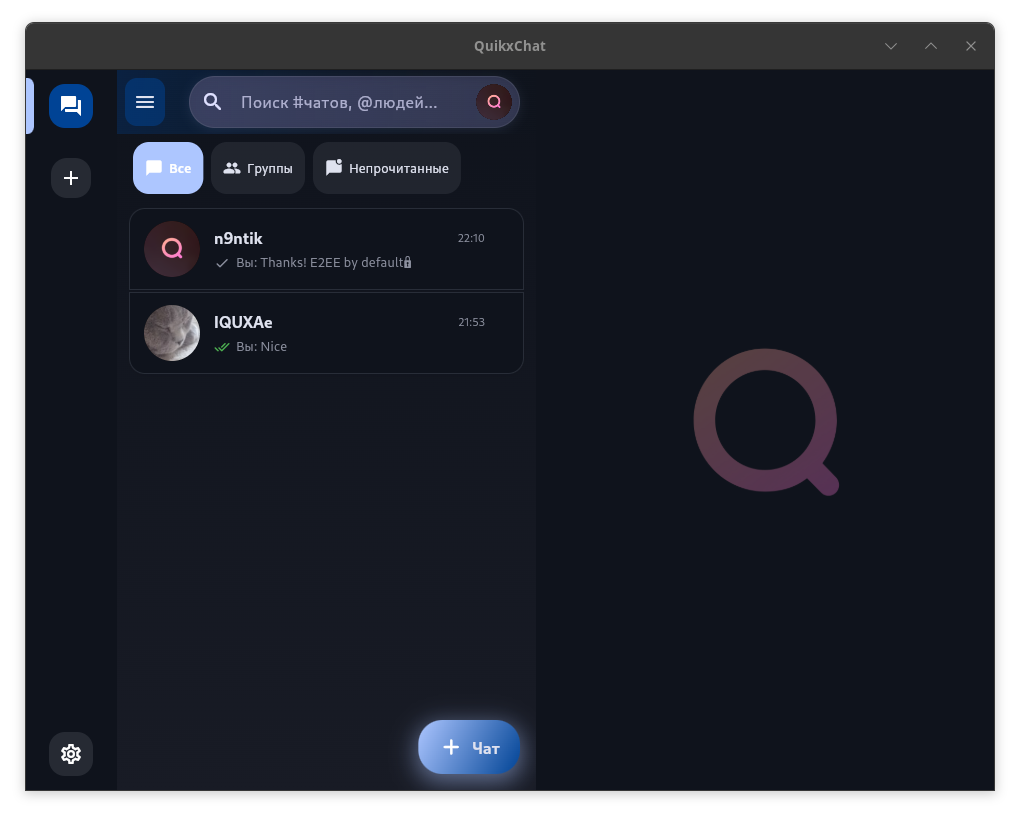 QuikxChat
Поиск #чатов, @людей...
Все
Группы
Непрочитанные
n9ntik
22:10
Вы: Thanks! E2EE by default🔒
IQUXAe
21:53
Вы: Nice
Чат